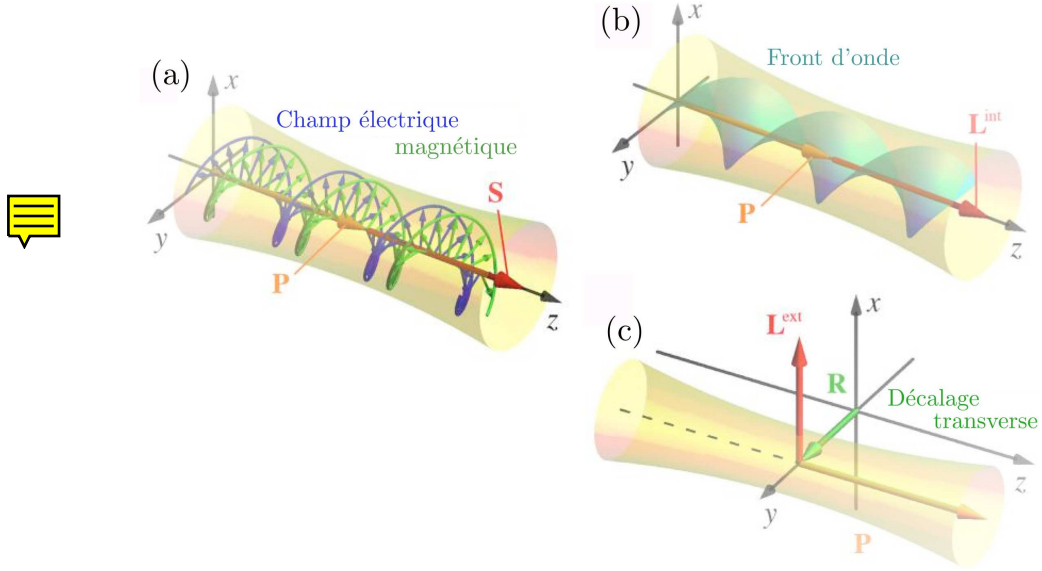 (a)
x
Champ électrique
magnétique
S
P
y
z
(b)
x
Front d'onde
L^int
y
P
z
(c)
L^ext
x
R
Décalage
transverse
z
y
P